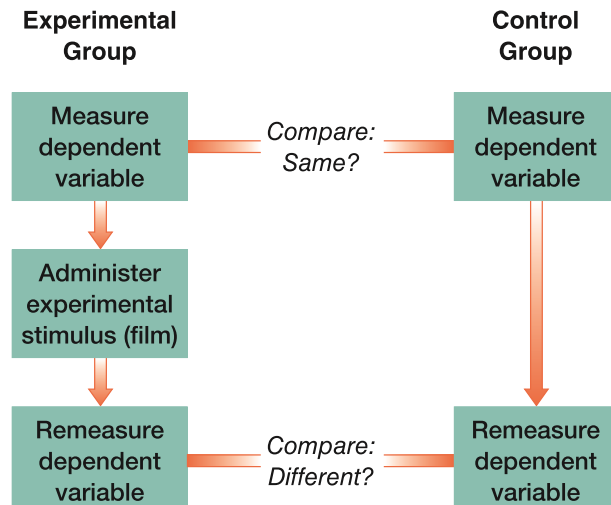 Experimental
Group
Control
Group
Measure
dependent
variable
Compare:
Same?
Measure
dependent
variable
Administer
experimental
stimulus (film)
Remeasure
dependent
variable
Compare:
Different?
Remeasure
dependent
variable